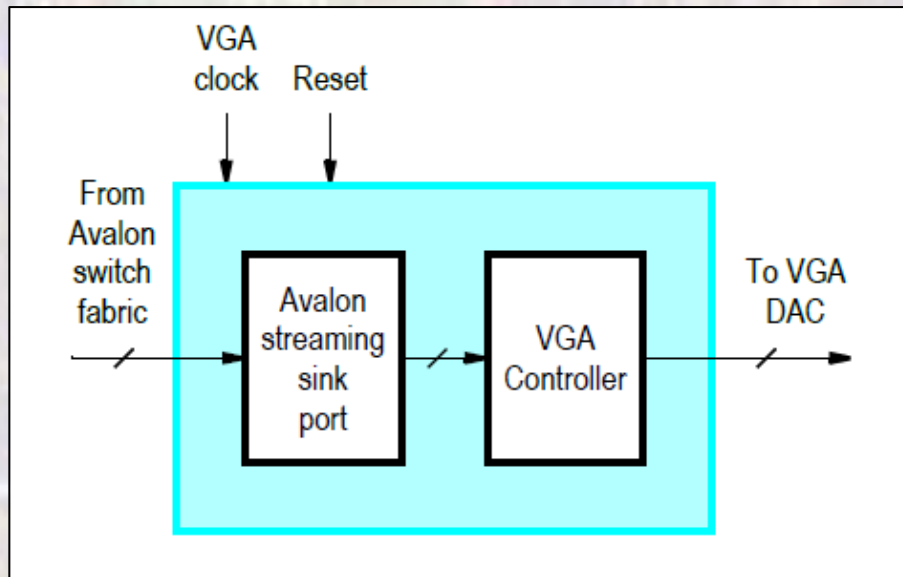 VGA
clock
Reset
From
Avalon
switch
fabric
Avalon
streaming
sink
port
VGA
Controller
To VGA
DAC